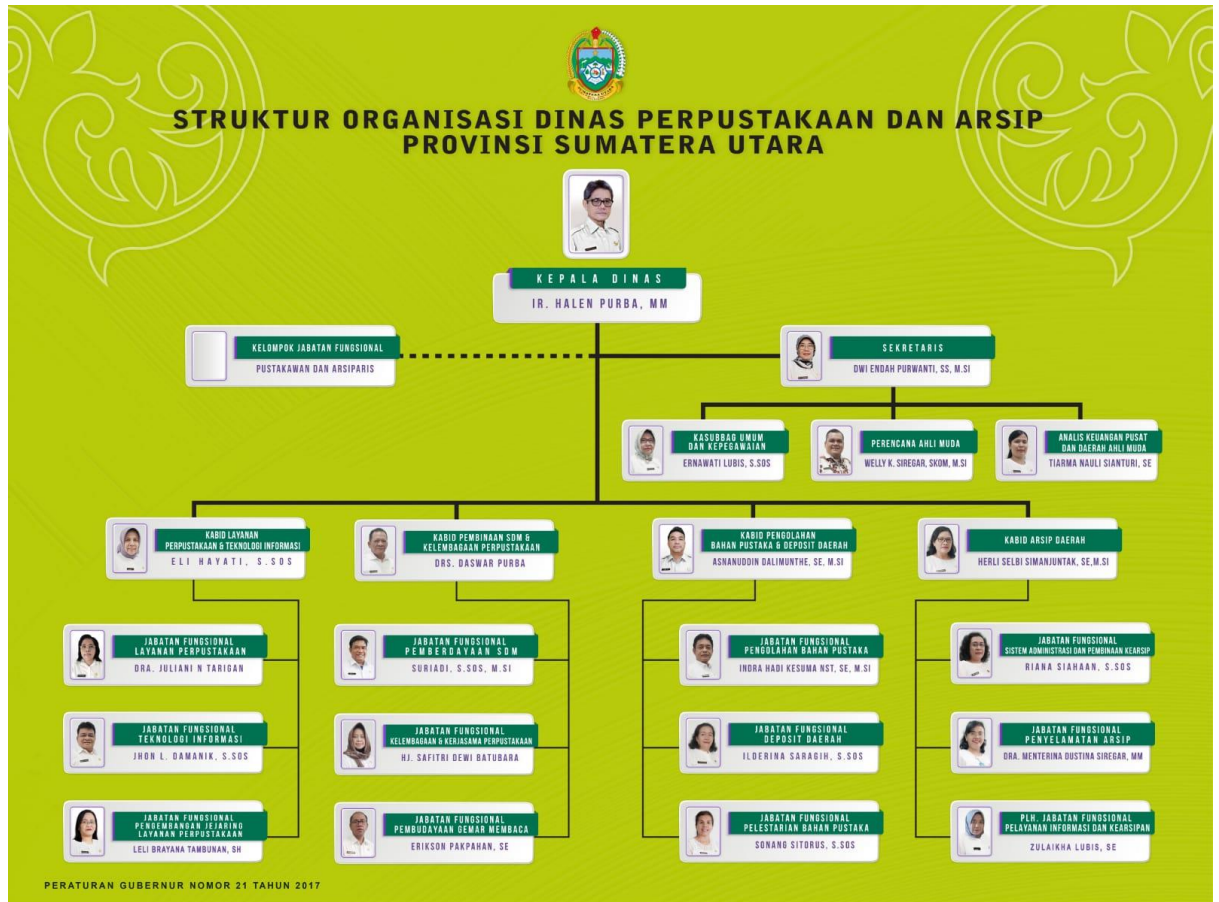 STRUKTUR ORGANISASI DINAS PERPUSTAKAAN DAN ARSIP
PROVINSI SUMATERA UTARA
KEPALA DINAS
IR. HALEN PURBA, MM
KELOMPOK JABATAN FUNGSIONAL
PUSTAKAWAN DAN ARSIPARIS
SEKRETARIS
DWI ENDAH PURWANTI, SS, M.SI
KASUBBAG UMUM
DAN KEPEGAWAIAN
ERNAWATI LUBIS, S.SOS
PERENCANA AHLI MUDA
WELLY K. SIREGAR, SKOM, M.SI
ANALIS KEUANGAN PUSAT
DAN DAERAH AHLI MUDA
TIARMA NAULI SIANTURI, SE
KABID LAYANAN
PERPUSTAKAAN & TEKNOLOGI INFORMASI
ELI HAYATI, S.SOS
KABID PEMBINAAN SDM &
KELEMBAGAAN PERPUSTAKAAN
DRS. DASWAR PURBA
KABID PENGOLAHAN
BAHAN PUSTAKA & DEPOSIT DAERAH
ASNANUDDIN DALIMUNTHE, SE, M.SI
KABID ARSIP DAERAH
HERLI SELBI SIMANJUNTAK, SE,M.SI
JABATAN FUNGSIONAL
LAYANAN PERPUSTAKAAN
DRA. JULIANI N TARIGAN
JABATAN FUNGSIONAL
PEMBERDAYAAN SDM
SURIADI, S.SOS, M.SI
JABATAN FUNGSIONAL
PENGOLAHAN BAHAN PUSTAKA
INDRA HADI KESUMA NST, SE, M.SI
JABATAN FUNGSIONAL
SISTEM ADMINISTRASI DAN PEMBINAAN KEARSIP
RIANA SIAHAAN, S.SOS
JABATAN FUNGSIONAL
TEKNOLOGI INFORMASI
JHON L. DAMANIK, S.SOS
JABATAN FUNGSIONAL
KELEMBAGAAN & KERJASAMA PERPUSTAKAAN
HJ. SAFITRI DEWI BATUBARA
JABATAN FUNGSIONAL
DEPOSIT DAERAH
ILDERINA SARAGIH, S.SOS
JABATAN FUNGSIONAL
PENYELAMATAN ARSIP
DRA. MENTERINA DUSTINA SIREGAR, MM
JABATAN FUNGSIONAL
PENGEMBANGAN JEJARING
LAYANAN PERPUSTAKAAN
LELI BRAYANA TAMBUNAN, SH
JABATAN FUNGSIONAL
PEMBUDAYAAN GEMAR MEMBACA
ERIKSON PAKPAHAN, SE
JABATAN FUNGSIONAL
PELESTARIAN BAHAN PUSTAKA
SONANG SITORUS, S.SOS
PLH. JABATAN FUNGSIONAL
PELAYANAN INFORMASI DAN KEARSIPAN
ZULAIKHA LUBIS, SE
PERATURAN GUBERNUR NOMOR 21 TAHUN 2017